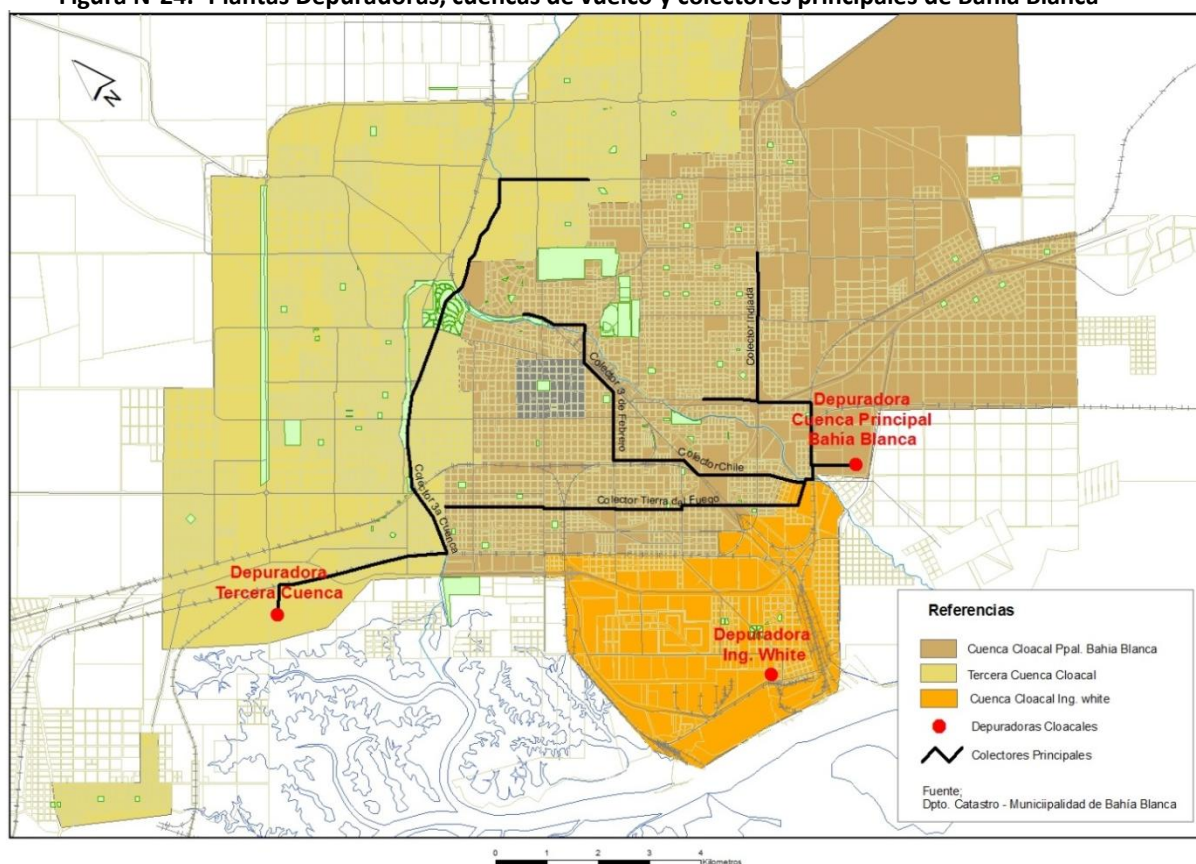 Figura N°24: Plantas Depuradoras, cuencas de vuelco y colectores principales de Bahía Blanca
N
Colector Indiada
Colector 3 de Febrero
Depuradora
Cuenca Principal
Bahía Blanca
ColectorChile
Colector Tierra del Fuego
Colector 3a Cuenca
Depuradora
Tercera Cuenca
Depuradora
Ing. White
Referencias
Cuenca Cloacal Ppal. Bahia Blanca
Tercera Cuenca Cloacal
Cuenca Cloacal Ing. white
Depuradoras Cloacales
Colectores Principales
Fuente;
Dpto. Catastro - Municiipalidad de Bahía Blanca
0 1 2 3 4
Kilometros